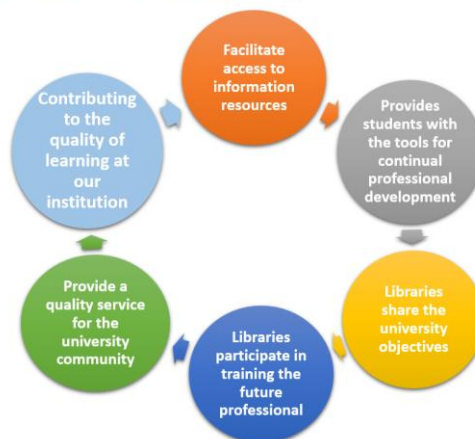 Facilitate
access to
information
resources
Provides
students with
the tools for
continual
professional
development
Libraries
share the
university
objectives
Libraries
participate in
training the
future
professional
Provide a
quality service
for the
university
community
Contributing
to the
quality of
learning at
our
institution